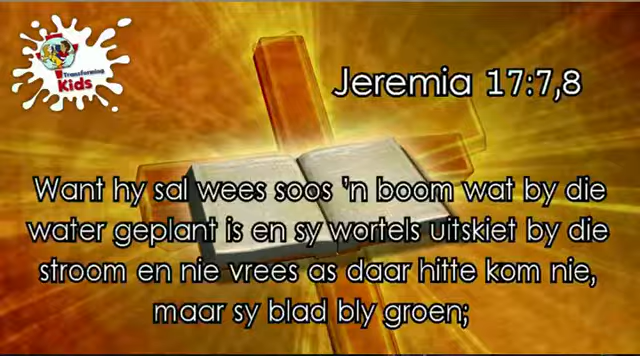 Transforming
Kids
Jeremia 17:7,8
Want hy sal wees soos 'n boom wat by die
water geplant is en sy wortels uitskiet by die
stroom en nie vrees as daar hitte kom nie,
maar sy blad bly groen;